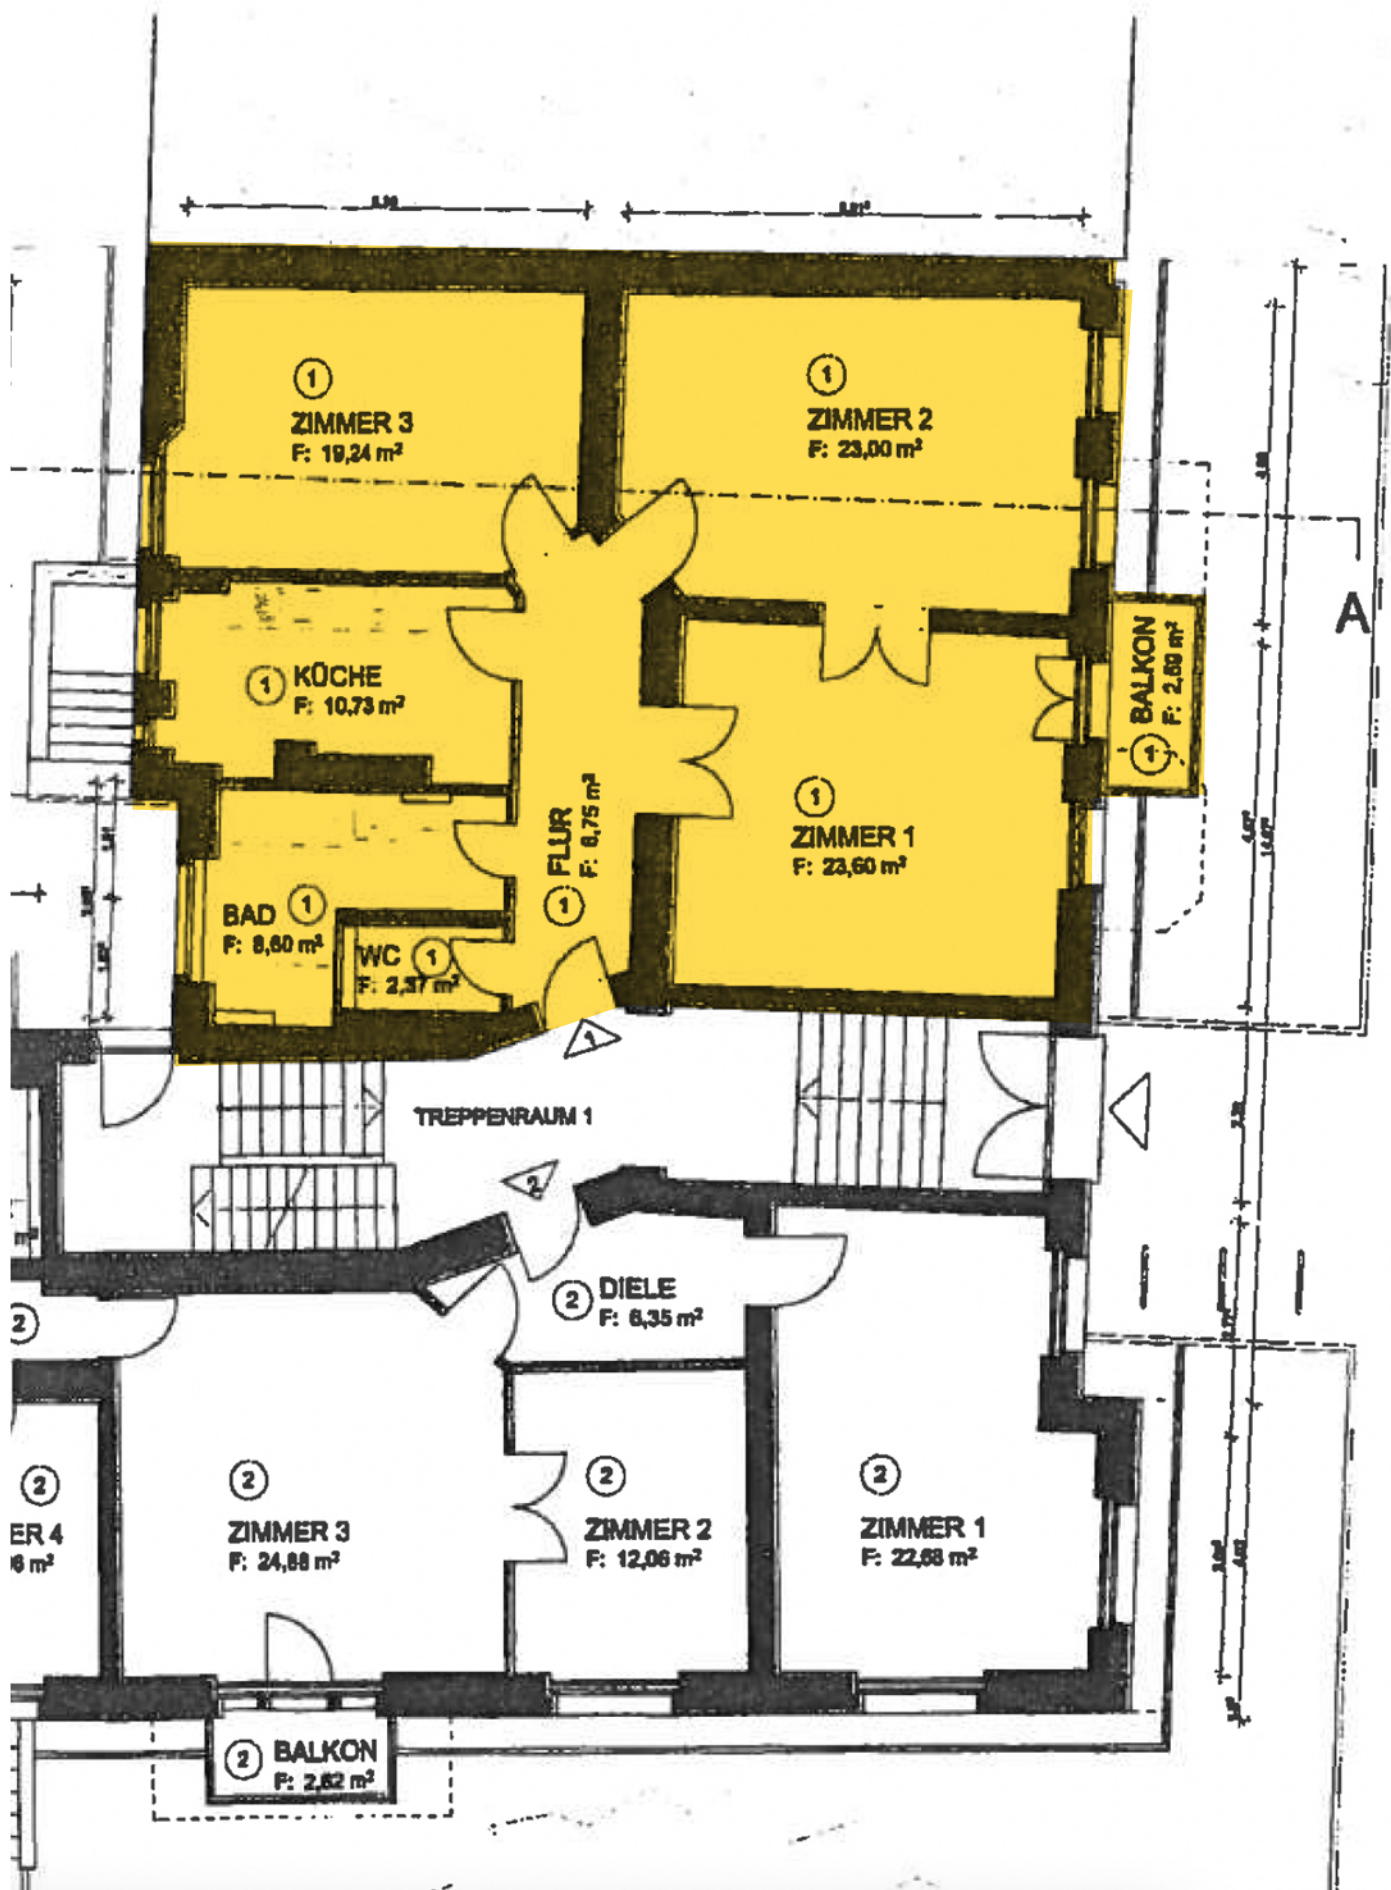 1
ZIMMER 3
F: 19,24 m²
1
ZIMMER 2
F: 23,00 m²
A
1
KÜCHE
F: 10,73 m²
1
BALKON
F: 2,69 m²
1
ZIMMER 1
F: 23,60 m²
1
FLUR
F: 8,75 m²
BAD
1
F: 8,60 m²
WC
1
F: 2,37 m²
1
TREPPENRAUM 1
2
2
DIELE
F: 6,35 m²
2
2
ER 4
6 m²
2
ZIMMER 3
F: 24,88 m²
2
ZIMMER 2
F: 12,06 m²
2
ZIMMER 1
F: 22,68 m²
2
BALKON
F: 2,62 m²